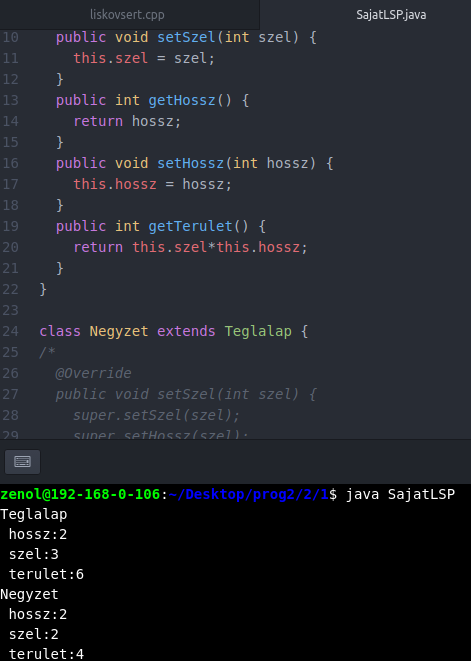 liskovsert.cpp SajatLSP.java
10 public void setSzel(int szel) {
11 this.szel = szel;
12 }
13 public int getHossz() {
14 return hossz;
15 }
16 public void setHossz(int hossz) {
17 this.hossz = hossz;
18 }
19 public int getTerulet() {
20 return this.szel*this.hossz;
21 }
22 }
23
24 class Negyzet extends Teglalap {
25 /*
26 @Override
27 public void setSzel(int szel) {
28 super.setSzel(szel);
29 super.setHossz(szel);
zenol@192-168-0-106:~/Desktop/prog2/2/1$ java SajatLSP
Teglalap
hossz:2
szel:3
terulet:6
Negyzet
hossz:2
szel:2
terulet:4